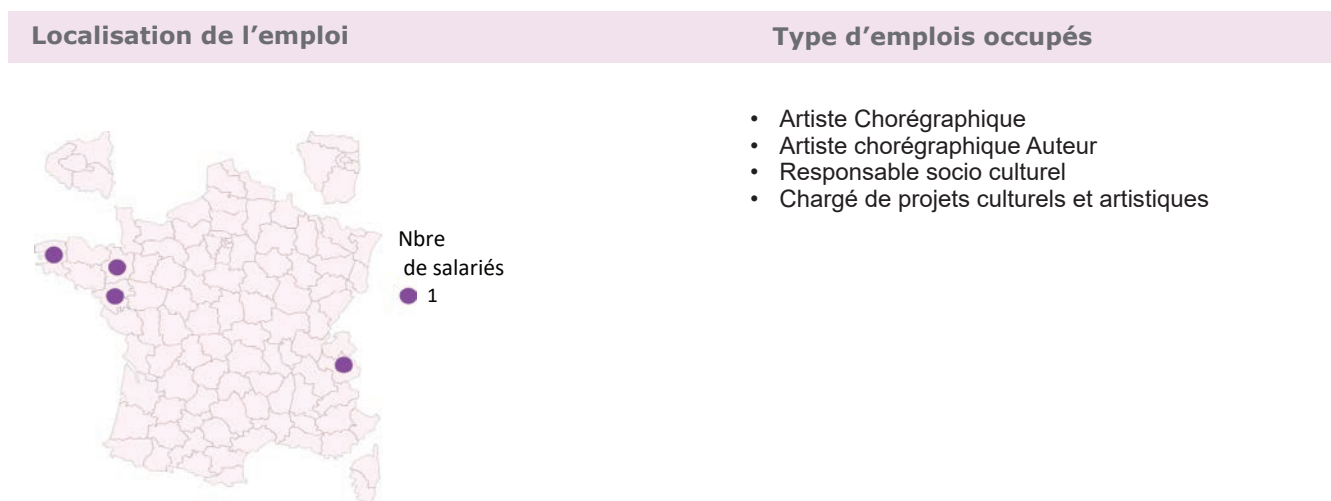 Localisation de l’emploi
Type d’emplois occupés
• Artiste Chorégraphique
• Artiste chorégraphique Auteur
• Responsable socio culturel
• Chargé de projets culturels et artistiques
Nbre
de salariés
1